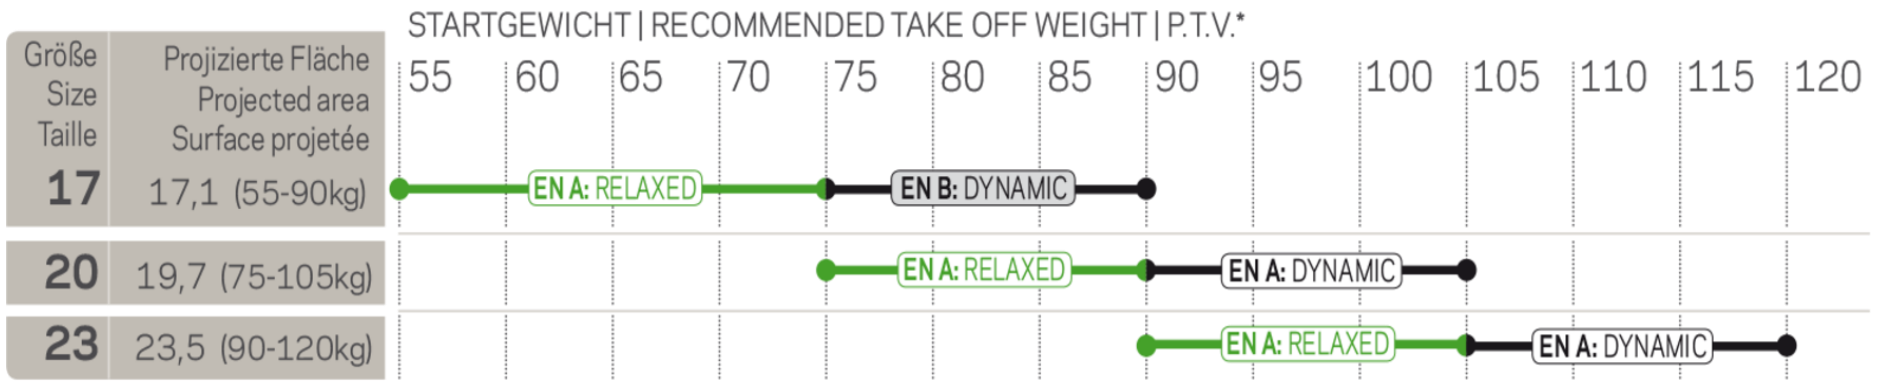 STARTGEWICHT | RECOMMENDED TAKE OFF WEIGHT | P.T.V.*
Größe
Size
Taille
Projizierte Fläche
Projected area
Surface projetée
55 60 65 70 75 80 85 90 95 100 105 110 115 120
17 17,1 (55-90kg) EN A: RELAXED EN B: DYNAMIC
20 19,7 (75-105kg) EN A: RELAXED EN A: DYNAMIC
23 23,5 (90-120kg) EN A: RELAXED EN A: DYNAMIC